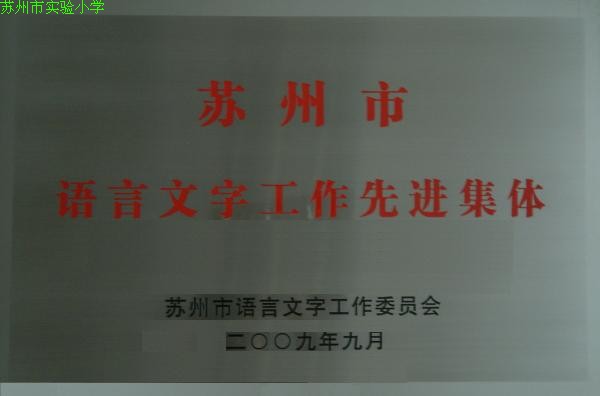 苏州市实验小学
苏州市
语言文字工作先进集体
苏州市语言文字工作委员会
二〇〇九年九月